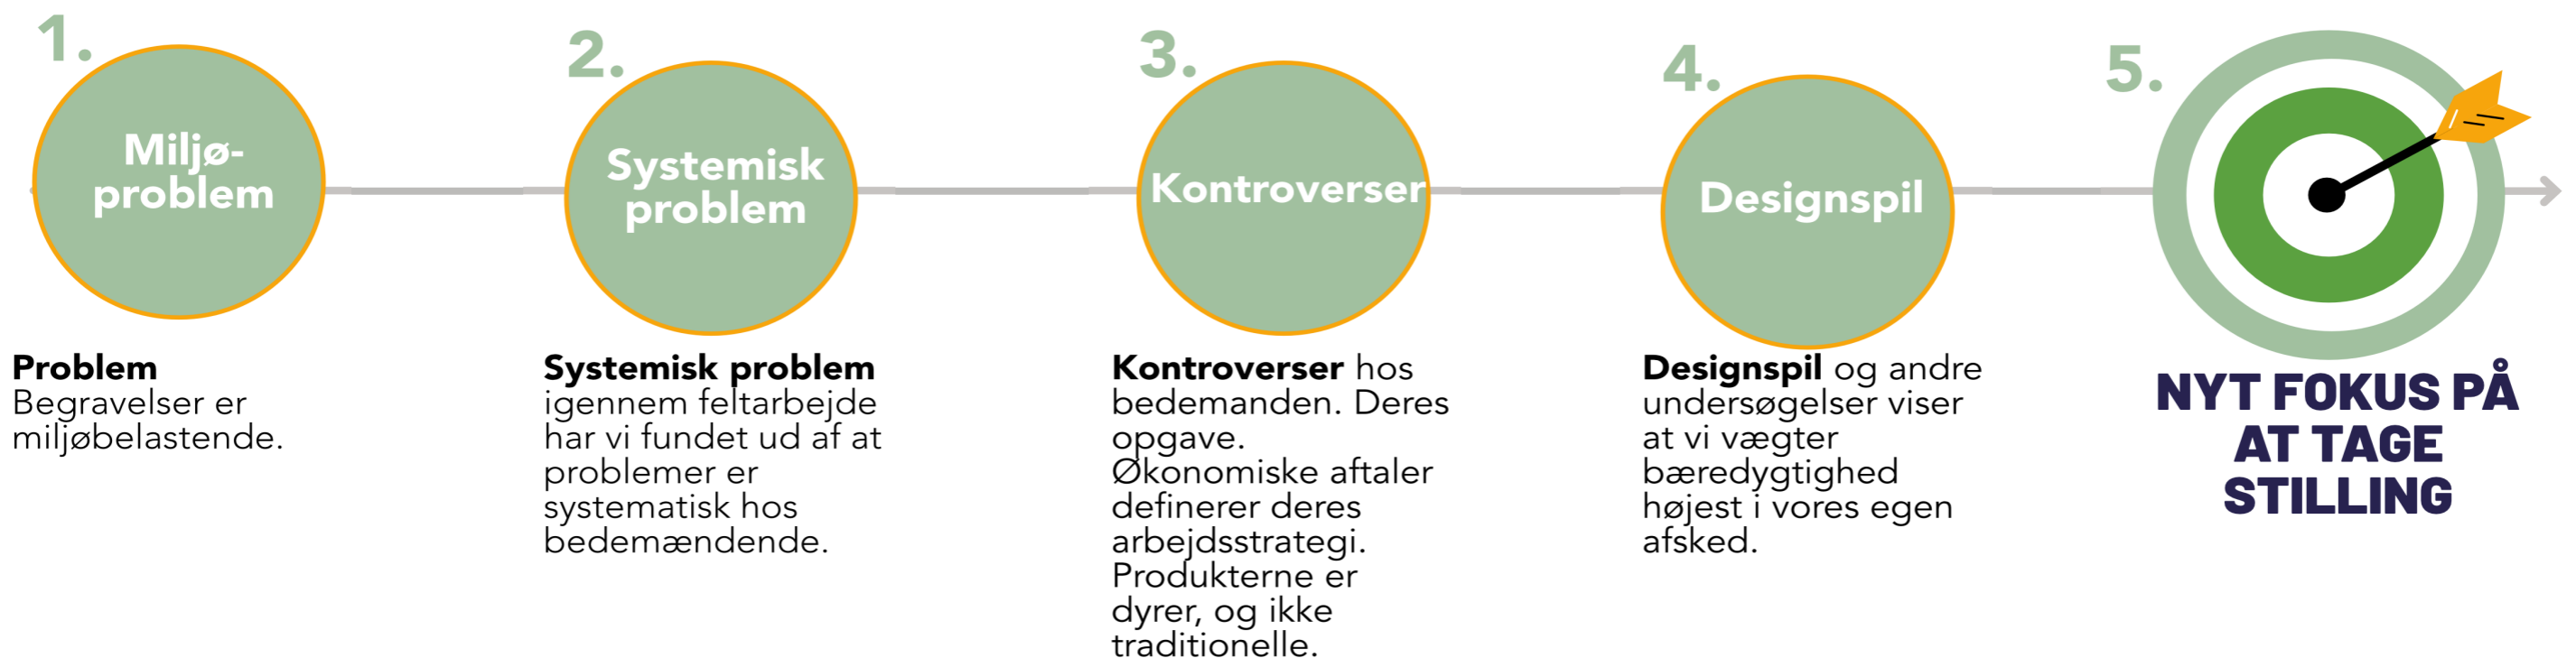 1.
Miljø-
problem
Problem
Begravelser er
miljøbelastende.
2.
Systemisk
problem
Systemisk problem
igennem feltarbejde
har vi fundet ud af at
problemer er
systematisk hos
bedemændende.
3.
Kontroverser
Kontroverser hos
bedemanden. Deres
opgave.
Økonomiske aftaler
definerer deres
arbejdsstrategi.
Produkterne er
dyrer, og ikke
traditionelle.
4.
Designspil
Designspil og andre
undersøgelser viser
at vi vægter
bæredygtighed
højest i vores egen
afsked.
5.
NYT FOKUS PÅ
AT TAGE
STILLING